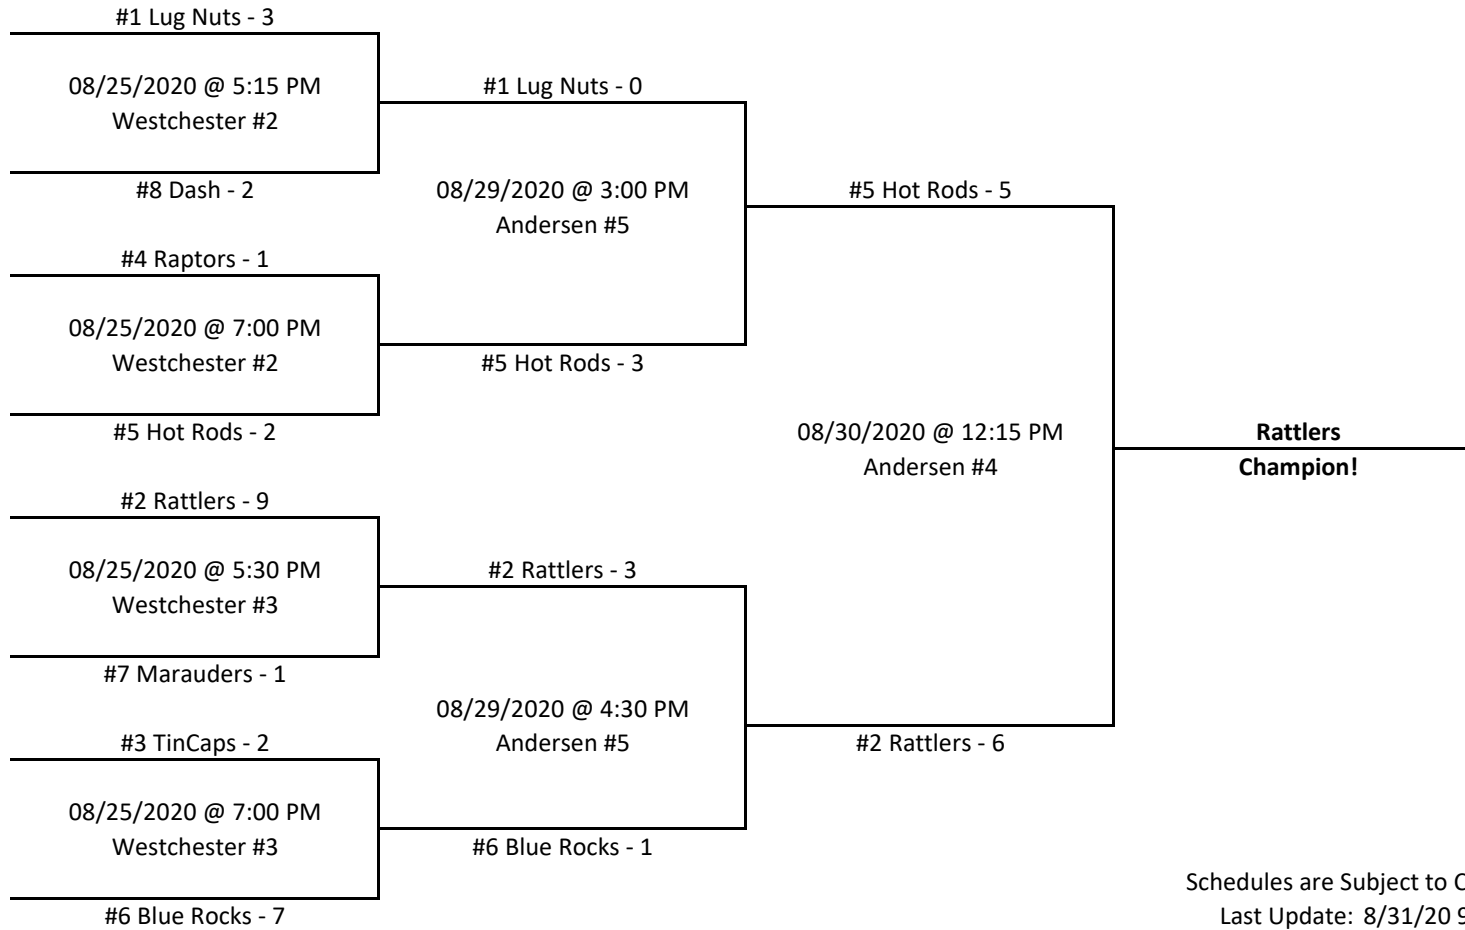 #1 Lug Nuts - 3
08/25/2020 @ 5:15 PM
Westchester #2
#8 Dash - 2
#4 Raptors - 1
08/25/2020 @ 7:00 PM
Westchester #2
#5 Hot Rods - 2
#2 Rattlers - 9
08/25/2020 @ 5:30 PM
Westchester #3
#7 Marauders - 1
#3 TinCaps - 2
08/25/2020 @ 7:00 PM
Westchester #3
#6 Blue Rocks - 7
#1 Lug Nuts - 0
08/29/2020 @ 3:00 PM
Andersen #5
#5 Hot Rods - 3
#2 Rattlers - 3
08/29/2020 @ 4:30 PM
Andersen #5
#6 Blue Rocks - 1
#5 Hot Rods - 5
08/30/2020 @ 12:15 PM
Andersen #4
#2 Rattlers - 6
Rattlers
Champion!
Schedules are Subject to
Last Update: 8/31/20 9